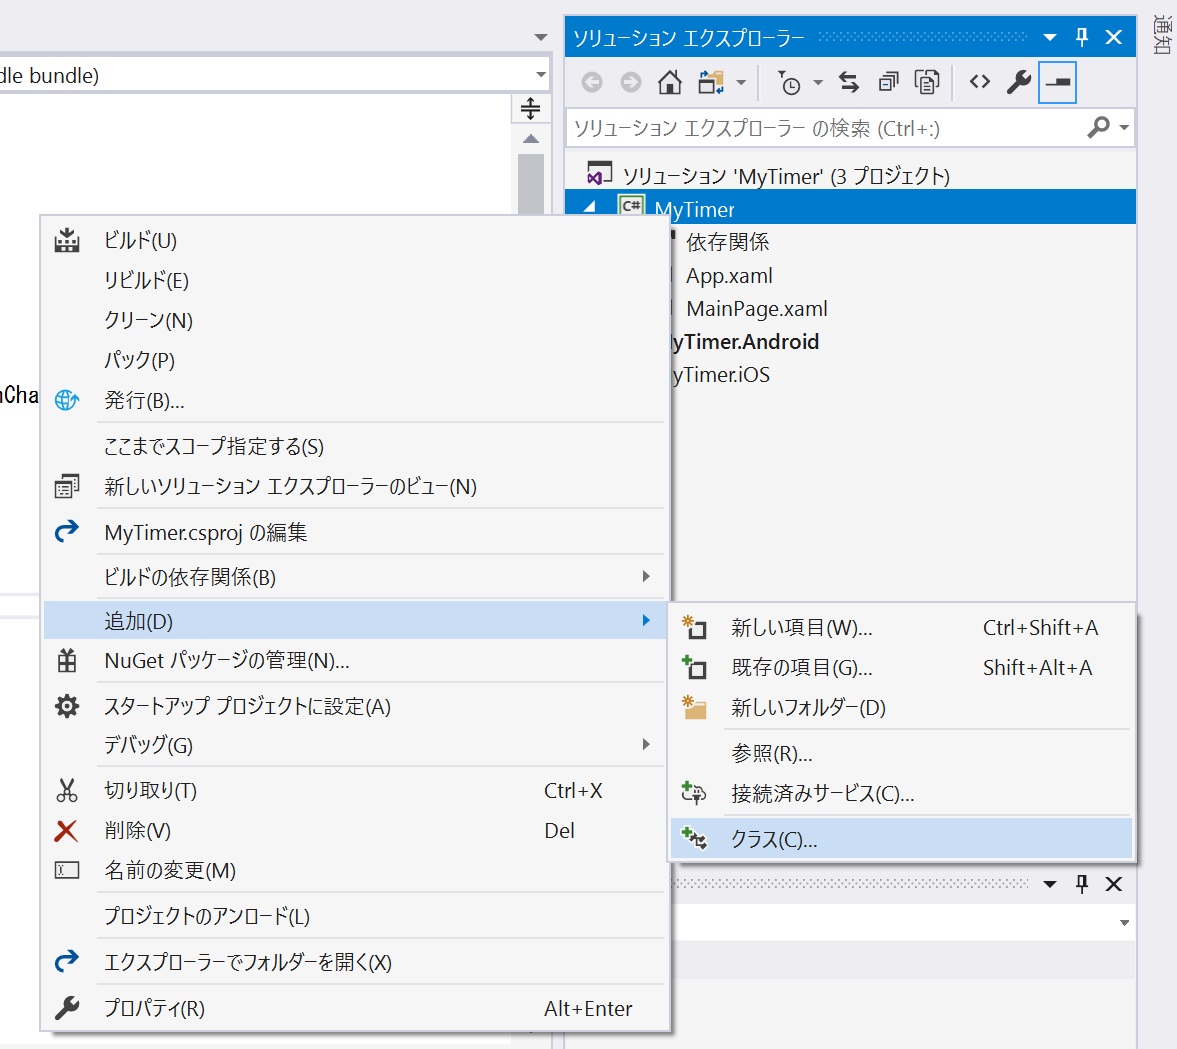 ソリューション エクスプローラー
通知
dle bundle)
ソリューション エクスプローラー の検索 (Ctrl+:)
ソリューション 'MyTimer' (3 プロジェクト)
C# MyTimer
依存関係
App.xaml
MainPage.xaml
yTimer.Android
yTimer.iOS
nCha
ビルド(U)
リビルド(E)
クリーン(N)
パック(P)
発行(B)...
ここまでスコープ指定する(S)
新しいソリューション エクスプローラーのビュー(N)
MyTimer.csproj の編集
ビルドの依存関係(B)
追加(D)
NuGet パッケージの管理(N)...
スタートアップ プロジェクトに設定(A)
デバッグ(G)
切り取り(T) Ctrl+X
削除(V) Del
名前の変更(M)
プロジェクトのアンロード(L)
エクスプローラーでフォルダーを開く(X)
プロパティ(R) Alt+Enter
新しい項目(W)... Ctrl+Shift+A
既存の項目(G)... Shift+Alt+A
新しいフォルダー(D)
参照(R)...
接続済みサービス(C)...
クラス(C)...